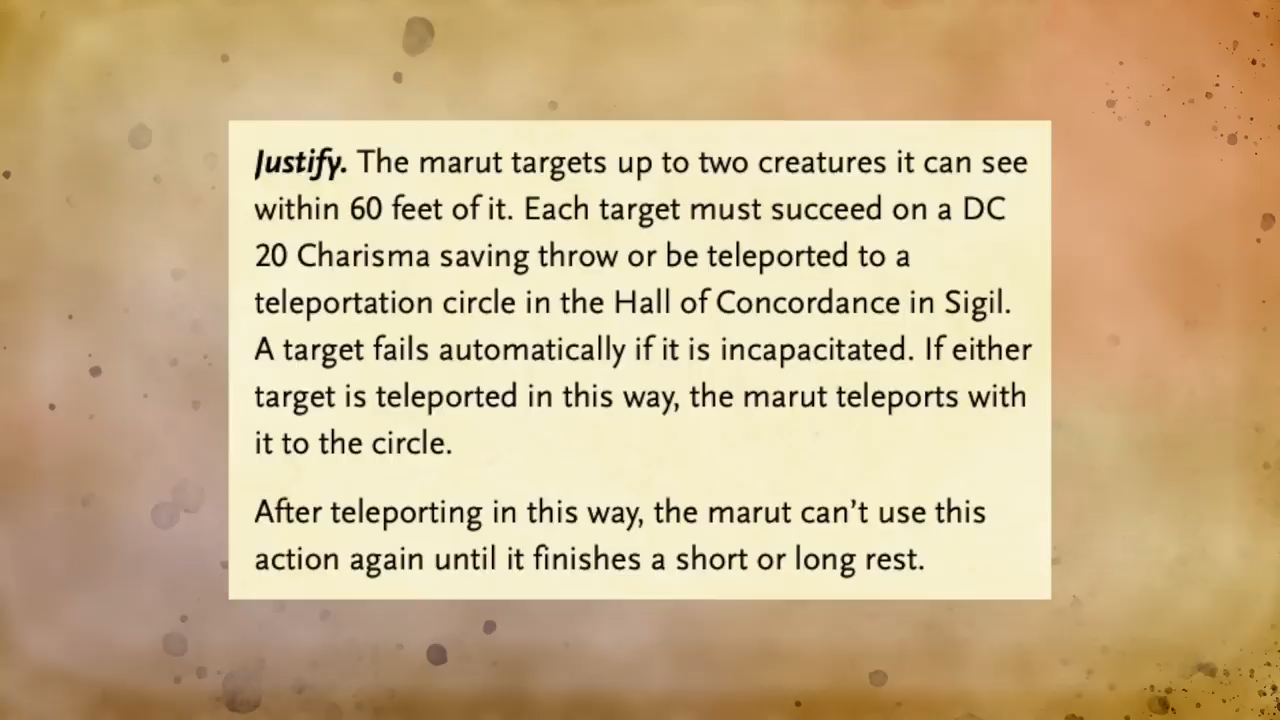 Justify. The marut targets up to two creatures it can see
within 60 feet of it. Each target must succeed on a DC
20 Charisma saving throw or be teleported to a
teleportation circle in the Hall of Concordance in Sigil.
A target fails automatically if it is incapacitated. If either
target is teleported in this way, the marut teleports with
it to the circle.
After teleporting in this way, the marut can’t use this
action again until it finishes a short or long rest.